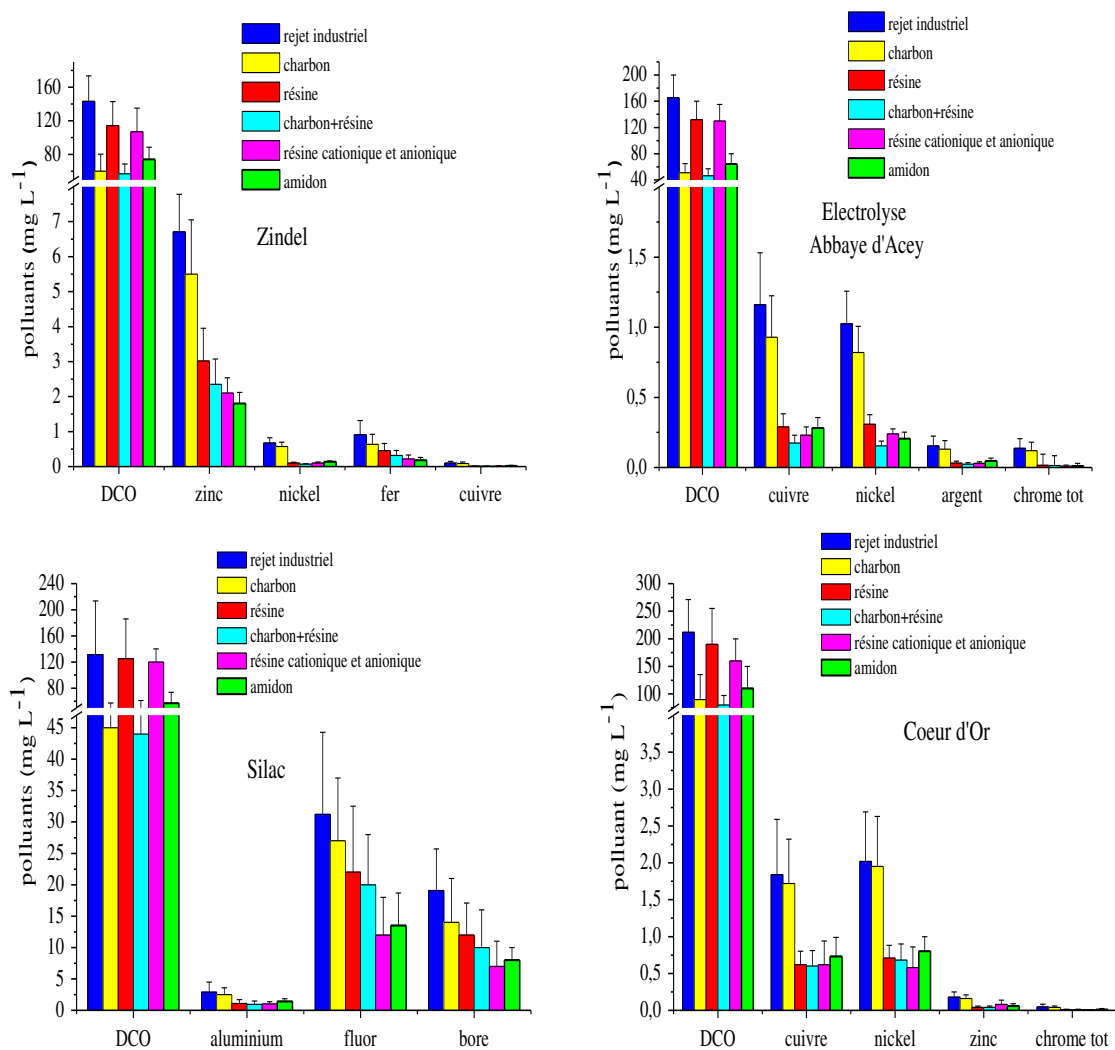 rejet industriel
charbon
résine
charbon+résine
résine cationique et anionique
amidon
Zindel
polluants (mg L⁻¹)
160
120
80
7
6
5
4
3
2
1
0
DCO zinc nickel fer cuivre
rejet industriel
charbon
résine
charbon+résine
résine cationique et anionique
amidon
Electrolyse
Abbaye d'Acey
polluants (mg L⁻¹)
200
160
120
80
40
1,5
1,0
0,5
0,0
DCO cuivre nickel argent chrome tot
rejet industriel
charbon
résine
charbon+résine
résine cationique et anionique
amidon
Silac
polluants (mg L⁻¹)
240
200
160
120
80
45
40
35
30
25
20
15
10
5
0
DCO aluminium fluor bore
rejet industriel
charbon
résine
charbon+résine
résine cationique et anionique
amidon
Coeur d'Or
polluant (mg L⁻¹)
300
250
200
150
100
3,5
3,0
2,5
2,0
1,5
1,0
0,5
0,0
DCO cuivre nickel zinc chrome tot